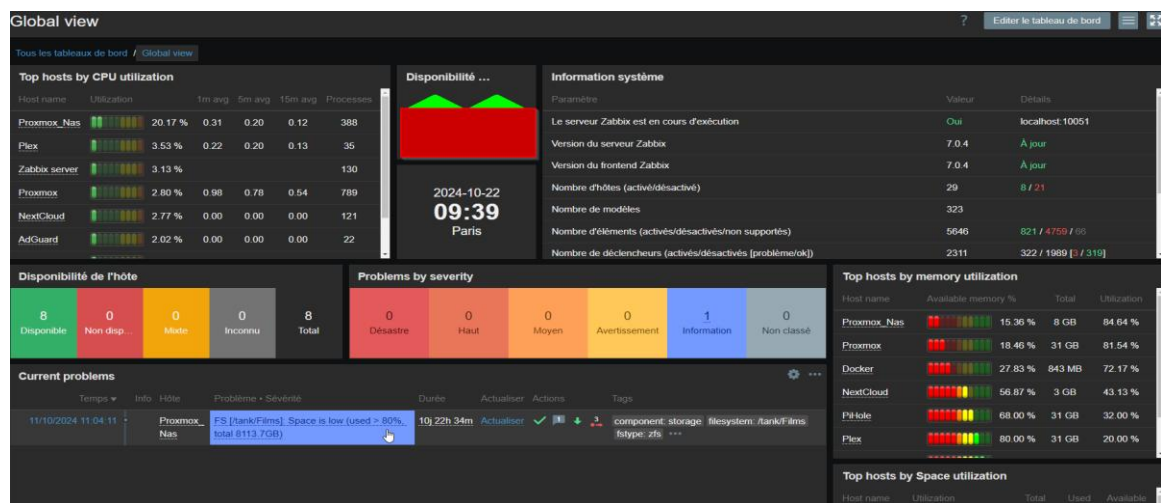 Global view
? Editer le tableau de bord
Tous les tableaux de bord / Global view
Top hosts by CPU utilization
Host name Utilization 1m avg 5m avg 15m avg Processes
Proxmox_Nas 20.17 % 0.31 0.20 0.12 388
Plex 3.53 % 0.22 0.20 0.13 35
Zabbix server 3.13 % 130
Proxmox 2.80 % 0.98 0.78 0.54 789
NextCloud 2.77 % 0.00 0.00 0.00 121
AdGuard 2.02 % 0.00 0.00 0.00 22
Disponibilité ...
2024-10-22
09:39
Paris
Information système
Paramètre Valeur Détails
Le serveur Zabbix est en cours d'exécution Oui localhost:10051
Version du serveur Zabbix 7.0.4 À jour
Version du frontend Zabbix 7.0.4 À jour
Nombre d'hôtes (activé/désactivé) 29 8 / 21
Nombre de modèles 323
Nombre d'éléments (activés/désactivés/non supportés) 5646 821 / 4759 / 66
Nombre de déclencheurs (activés/désactivés [problème/ok]) 2311 322 / 1989 [3 / 319]
Disponibilité de l'hôte
8 0 0 0 8
Disponible Non disp... Mixte Inconnu Total
Problems by severity
0 0 0 0 1 0
Désastre Haut Moyen Avertissement Information Non classé
Top hosts by memory utilization
Host name Available memory % Total Utilization
Proxmox_Nas 15.36 % 8 GB 84.64 %
Proxmox 18.46 % 31 GB 81.54 %
Docker 27.83 % 843 MB 72.17 %
NextCloud 56.87 % 3 GB 43.13 %
PiHole 68.00 % 31 GB 32.00 %
Plex 80.00 % 31 GB 20.00 %
Current problems
Temps Info Hôte Problème • Sévérité Durée Actualiser Actions Tags
11/10/2024 11:04:11 Proxmox_ FS [/tank/Films]: Space is low (used > 80%, 10j 22h 34m Actualiser 3 component: storage filesystem: /tank/Films
Nas total 8113.7GB) fstype: zfs
Top hosts by Space utilization
Host name Utilization Total Used Available